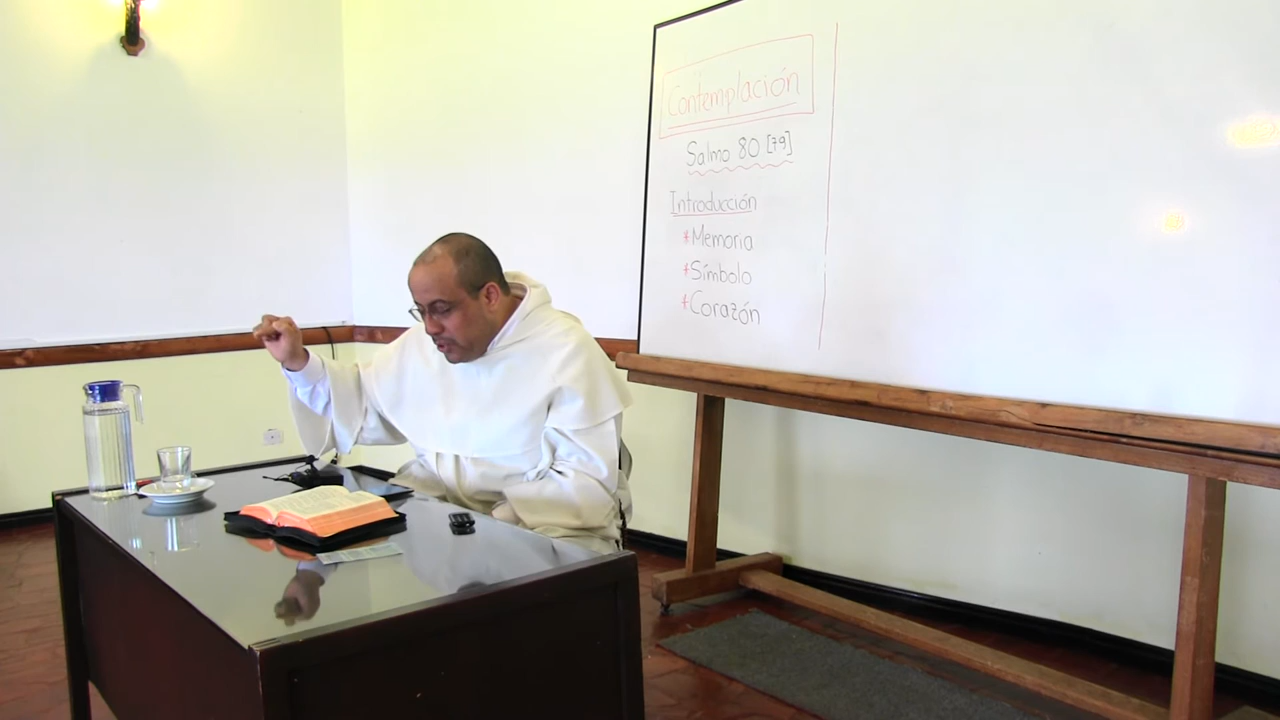 Contemplación
Salmo 80 [79]
Introducción
*Memoria
*Símbolo
*Corazón